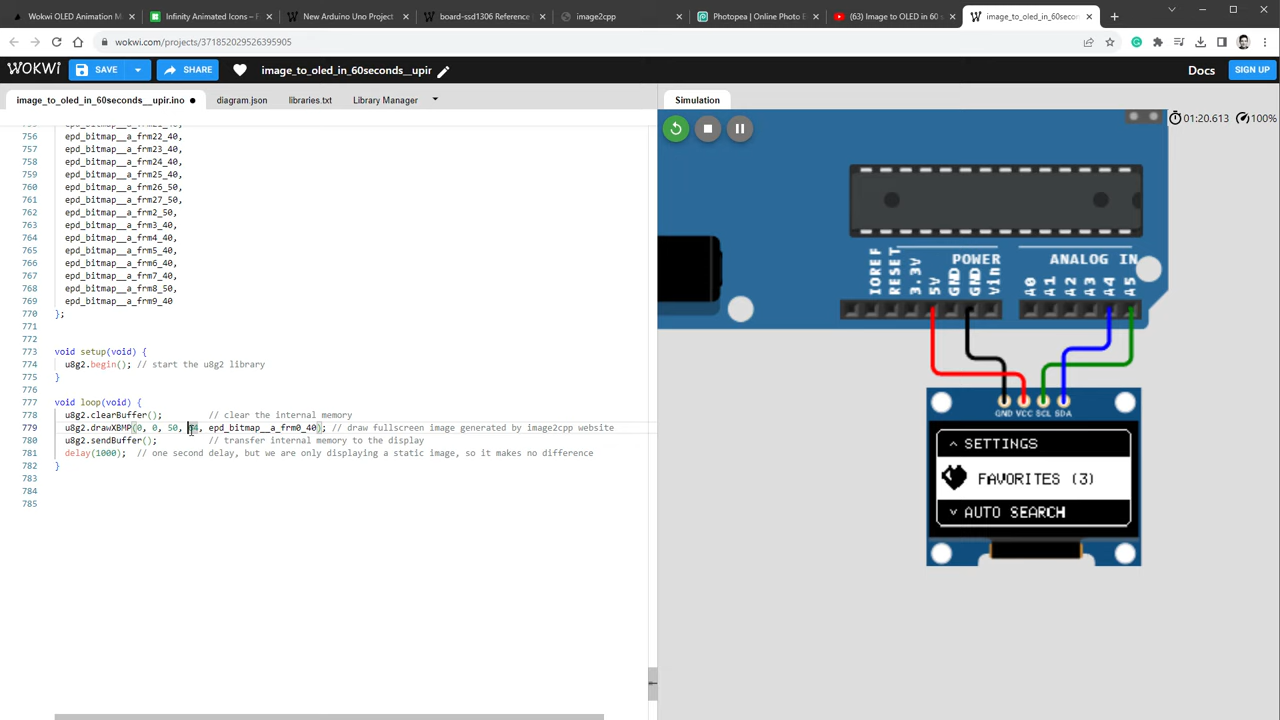 Wokwi OLED Animation M
Infinity Animated Icons – F
New Arduino Uno Project
board-ssd1306 Reference
image2cpp
Photopea | Online Photo E
(63) Image to OLED in 60 s
image_to_oled_in_60secon
wokwi.com/projects/371852029526395905
WOKWI
SAVE
SHARE
image_to_oled_in_60seconds__upir
Docs
SIGN UP
image_to_oled_in_60seconds__upir.ino
diagram.json
libraries.txt
Library Manager
Simulation
01:20.613
100%
756 epd_bitmap__a_frm22_40,
757 epd_bitmap__a_frm23_40,
758 epd_bitmap__a_frm24_40,
759 epd_bitmap__a_frm25_40,
760 epd_bitmap__a_frm26_50,
761 epd_bitmap__a_frm27_50,
762 epd_bitmap__a_frm2_50,
763 epd_bitmap__a_frm3_40,
764 epd_bitmap__a_frm4_40,
765 epd_bitmap__a_frm5_40,
766 epd_bitmap__a_frm6_40,
767 epd_bitmap__a_frm7_40,
768 epd_bitmap__a_frm8_50,
769 epd_bitmap__a_frm9_40
770 };
771
772
773 void setup(void) {
774 u8g2.begin(); // start the u8g2 library
775 }
776
777 void loop(void) {
778 u8g2.clearBuffer(); // clear the internal memory
779 u8g2.drawXBMP(0, 0, 50, epd_bitmap__a_frm0_40); // draw fullscreen image generated by image2cpp website
780 u8g2.sendBuffer(); // transfer internal memory to the display
781 delay(1000); // one second delay, but we are only displaying a static image, so it makes no difference
782 }
783
784
785
POWER
ANALOG IN
IOREF
RESET
3.3V
5V
GND
GND
Vin
A0
A1
A2
A3
A4
A5
GND VCC SCL SDA
SETTINGS
FAVORITES (3)
AUTO SEARCH